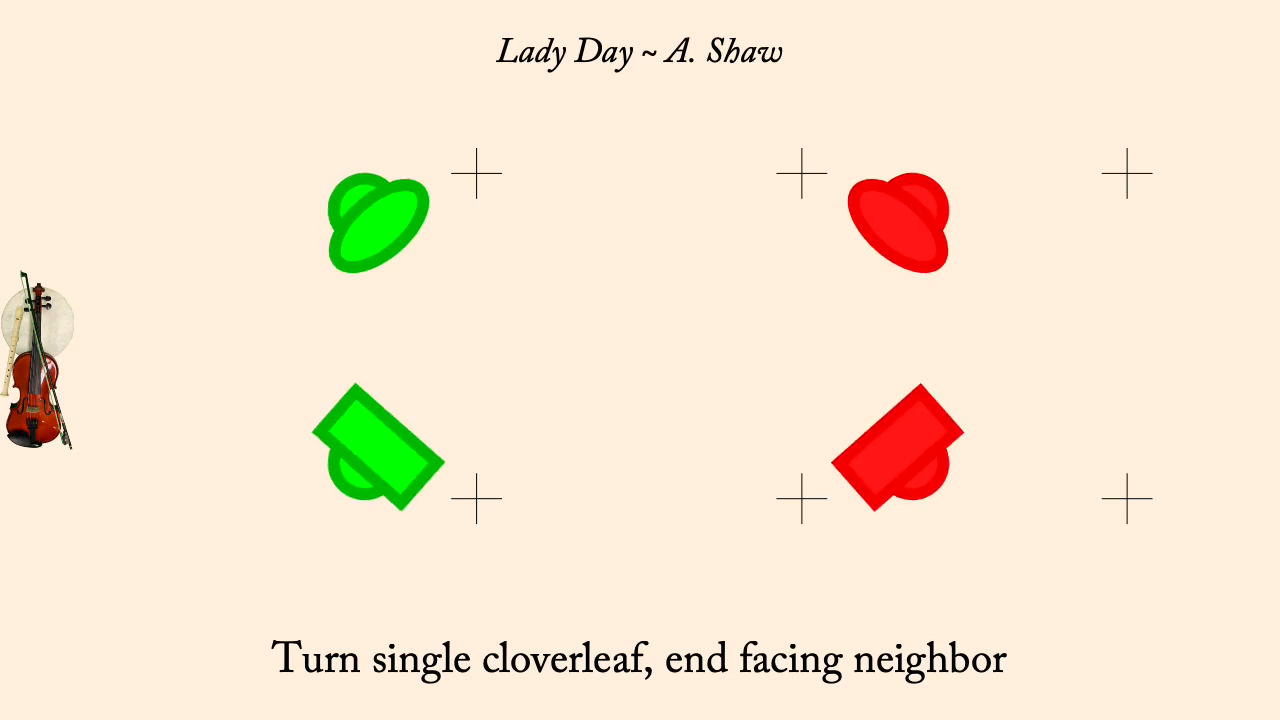 Lady Day ~ A. Shaw
Turn single cloverleaf, end facing neighbor